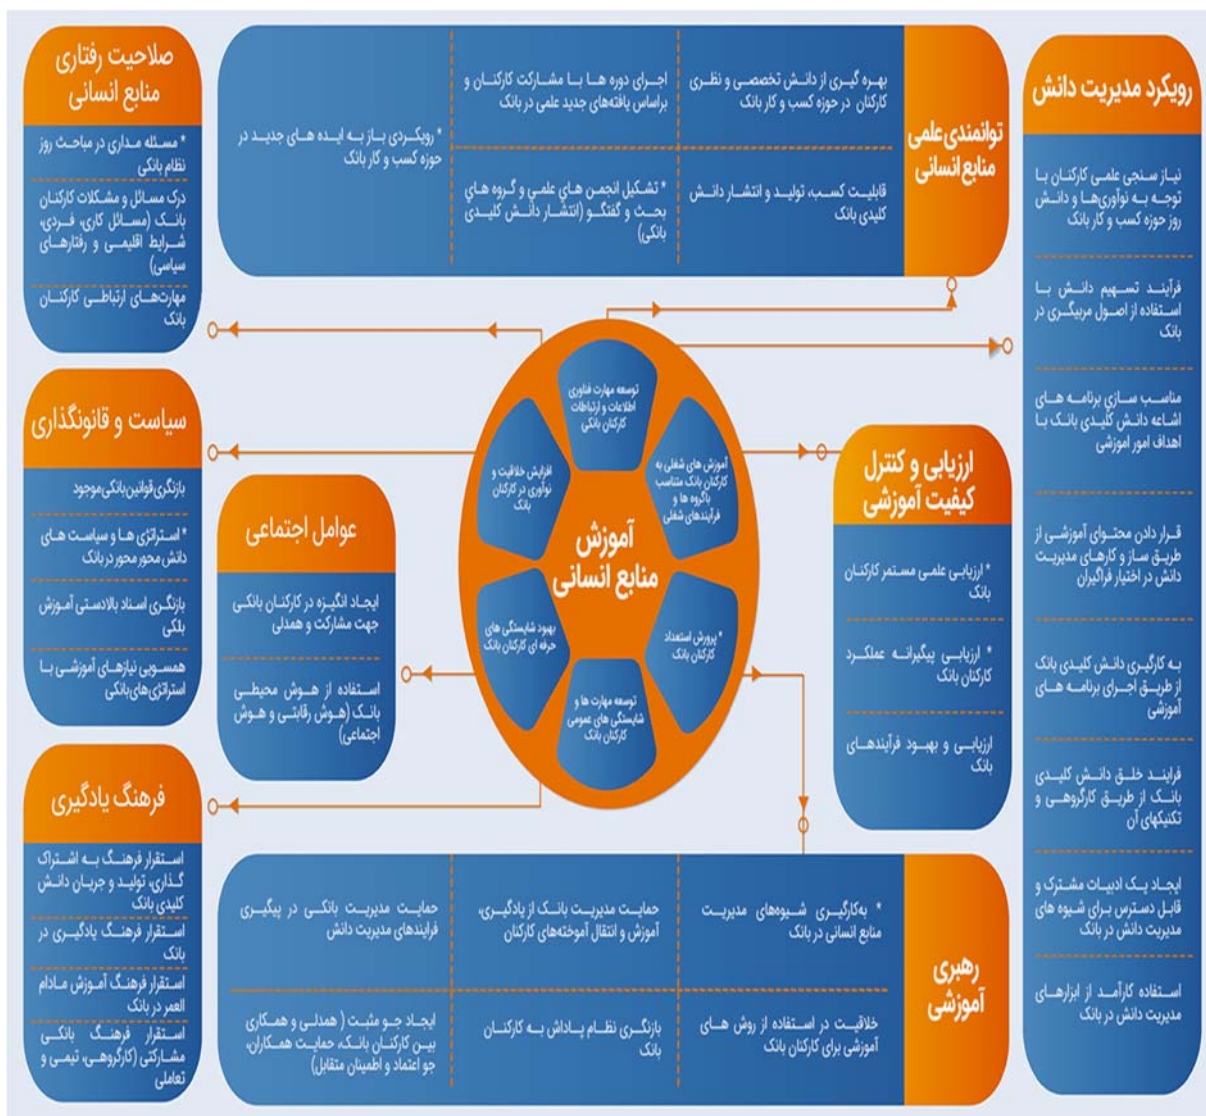 رویکرد مدیریت دانش
نیاز سنجی علمی کارکنان با
توجه به نوآوری‌ها و دانش
روز حوزه کسب و کار بانک
فرآیند تسهیم دانش با
استفاده از اصول مربیگری در
بانک
مناسب سازی برنامه های
اشاعه دانش کلیدی بانک با
اهداف امور اموزشی
قرار دادن محتوای آموزشی از
طریق ساز و کارهای مدیریت
دانش در اختیار فراگیران
به کارگیری دانش کلیدی بانک
از طریق اجرای برنامه های
آموزشی
فرایند خلق دانش کلیدی
بانک از طریق کارگروهی و
تکنیکهای آن
ایجاد یک ادبیات مشترک و
قابل دسترس برای شیوه های
مدیریت دانش در بانک
استفاده کارآمد از ابزارهای
مدیریت دانش در بانک
توانمندی علمی
منابع انسانی
بهره گیری از دانش تخصصی و نظری
کارکنان در حوزه کسب و کار بانک
اجرای دوره ها با مشارکت کارکنان و
براساس یافته‌های جدید علمی در بانک
* رویکردی باز به ایده های جدید در
حوزه کسب و کار بانک
قابلیت کسب، تولید و انتشار دانش
کلیدی بانک
* تشکیل انجمن های علمی و گروه های
بحث و گفتگو (انتشار دانش کلیدی
بانکی)
صلاحیت رفتاری
منابع انسانی
* مسئله مداری در مباحث روز
نظام بانکی
درک مسائل و مشکلات کارکنان
بانک (مسائل کاری، فردی،
شرایط اقلیمی و رفتارهای
سیاسی)
مهارت‌های ارتباطی کارکنان
بانک
سیاست و قانونگذاری
بازنگری قوانین بانکی موجود
* استراتژی ها و سیاست های
دانش محور محور در بانک
بازنگری اسناد بالادستی آموزش
بانکی
همسویی نیازهای آموزشی با
استراتژی‌های بانکی
عوامل اجتماعی
ایجاد انگیزه در کارکنان بانکی
جهت مشارکت و همدلی
استفاده از هوش محیطی
بانک (هوش رقابتی و هوش
اجتماعی)
آموزش
منابع انسانی
توسعه مهارت فناوری
اطلاعات و ارتباطات
کارکنان بانکی
آموزش های شغلی به
کارکنان بانک متناسب
باگروه ها و
فرآیندهای شغلی
* پرورش استعداد
کارکنان بانک
توسعه مهارت ها و
شایستگی های عمومی
کارکنان بانک
بهبود شایستگی های
حرفه ای کارکنان بانک
افزایش خلاقیت و
نوآوری در کارکنان
بانک
ارزیابی و کنترل
کیفیت آموزشی
* ارزیابی علمی مستمر کارکنان
بانک
* ارزیابی پیگیرانه عملکرد
کارکنان بانک
ارزیابی و بهبود فرآیندهای
بانک
فرهنگ یادگیری
استقرار فرهنگ به اشتراک
گذاری، تولید و جریان دانش
کلیدی بانک
استقرار فرهنگ یادگیری در
بانک
استقرار فرهنگ آموزش مادام
العمر در بانک
استقرار فرهنگ بانکی
مشارکتی (کارگروهی، تیمی و
تعاملی
رهبری
آموزشی
* به‌کارگیری شیوه‌های مدیریت
منابع انسانی در بانک
حمایت مدیریت بانک از یادگیری،
آموزش و انتقال آموخته‌های کارکنان
حمایت مدیریت بانکی در پیگیری
فرایندهای مدیریت دانش
خلاقیت در استفاده از روش های
آموزشی برای کارکنان بانک
بازنگری نظام پاداش به کارکنان
بانک
ایجاد جو مثبت ( همدلی و همکاری
بین کارکنان بانک، حمایت همکاران،
جو اعتماد و اطمینان متقابل)